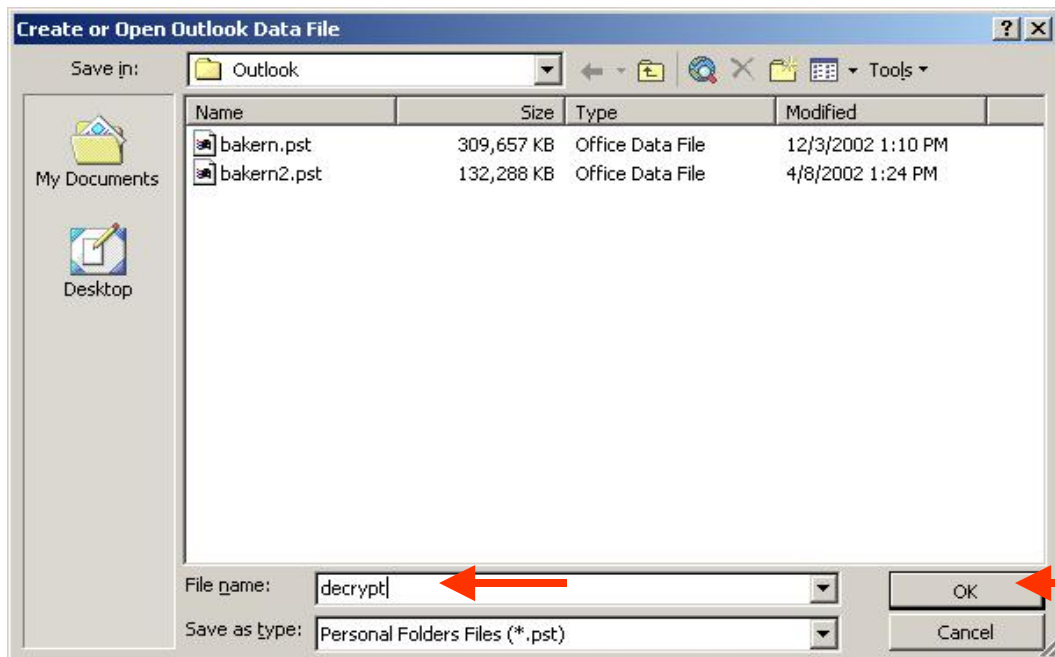 Create or Open Outlook Data File
Save in: Outlook Tools
Name Size Type Modified
bakern.pst 309,657 KB Office Data File 12/3/2002 1:10 PM
bakern2.pst 132,288 KB Office Data File 4/8/2002 1:24 PM
My Documents
Desktop
File name: decrypt OK
Save as type: Personal Folders Files (*.pst) Cancel